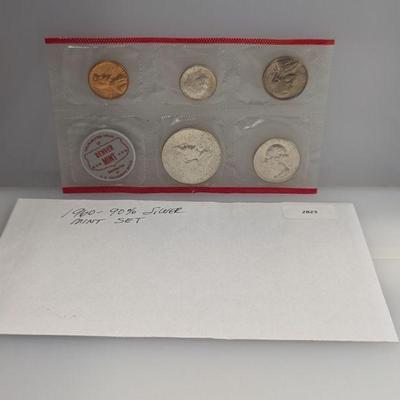 DENVER
MINT
1960 - 90% SILVER
MINT SET
2823